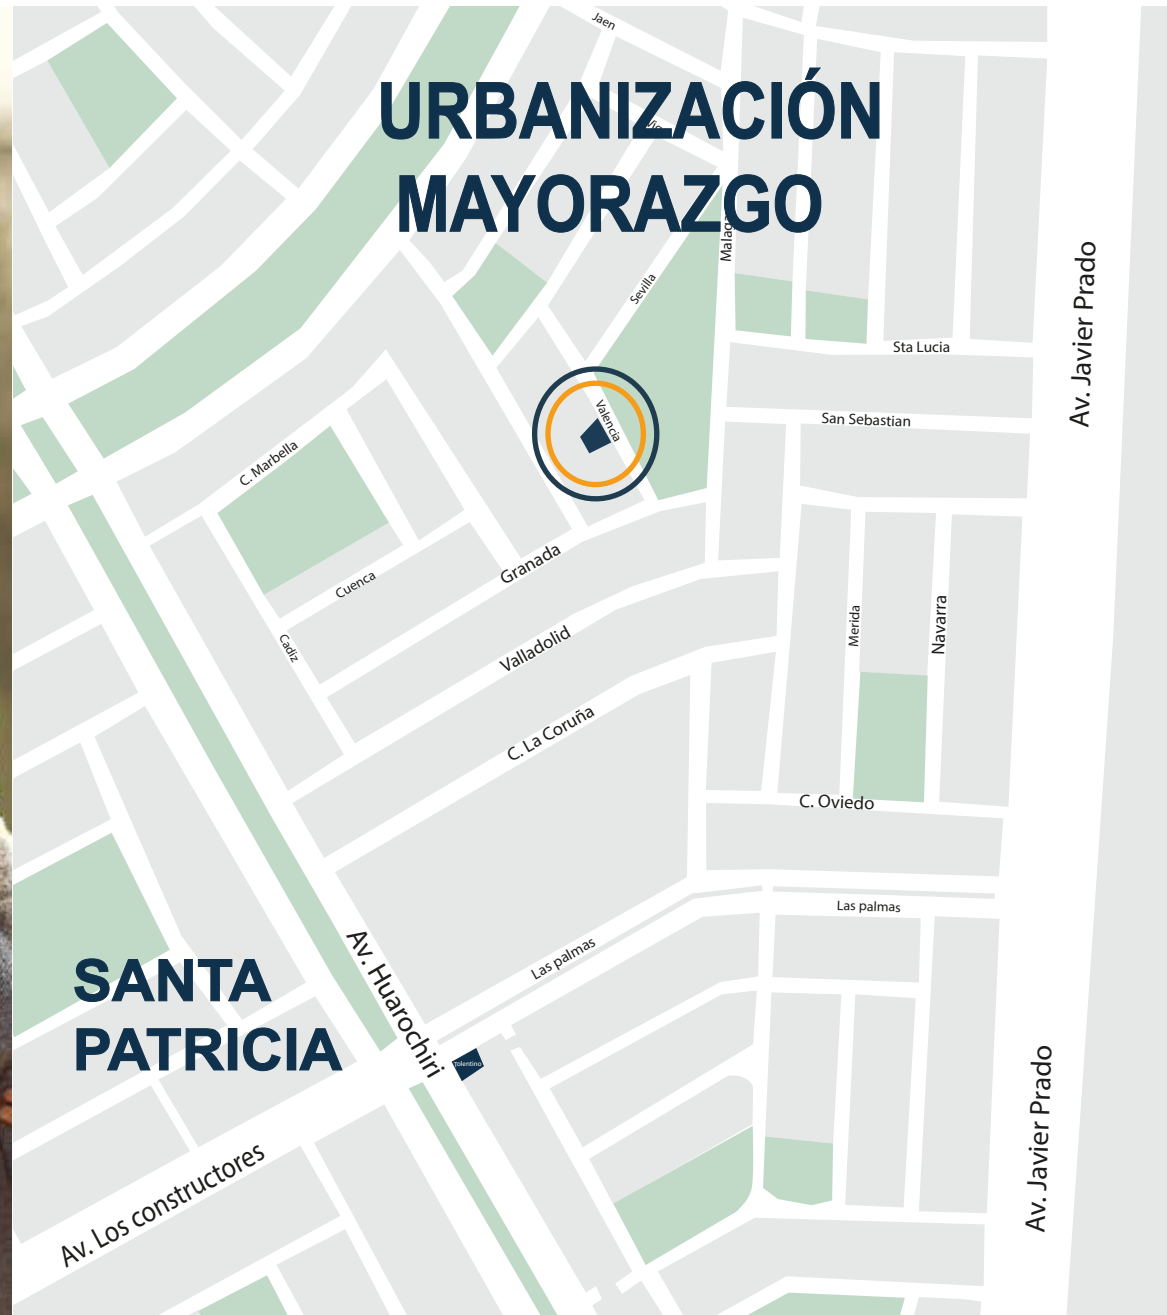 Jaen
URBANIZACIÓN
MAYORAZGO
Malaga
Sevilla
Av. Javier Prado
Sta Lucia
San Sebastian
Valencia
C. Marbella
Granada
Cuenca
Cadiz
Valladolid
Merida
Navarra
C. La Coruña
C. Oviedo
Las palmas
Las palmas
Av. Huarochiri
SANTA
PATRICIA
Tolentino
Av. Javier Prado
Av. Los constructores